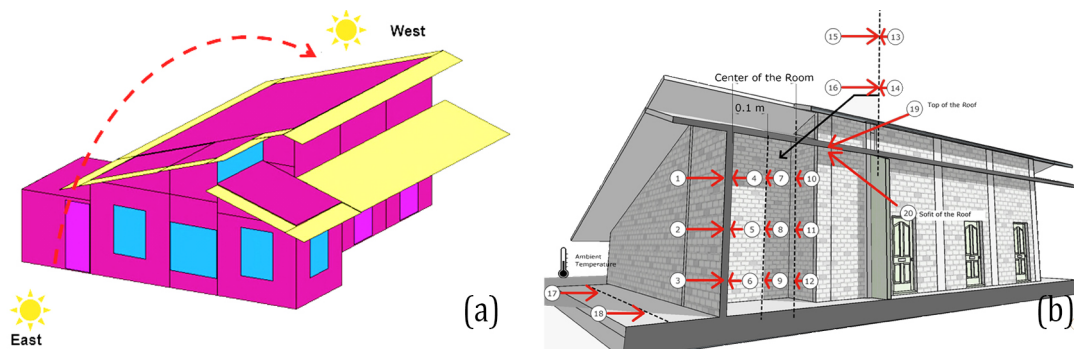 West
East
(a)
15
13
Center of the Room
16
14
0.1 m
19
Top of the Roof
1
4
7
10
20
Sofit of the Roof
2
5
8
11
Ambient
Temperature
3
6
9
12
17
18
(b)